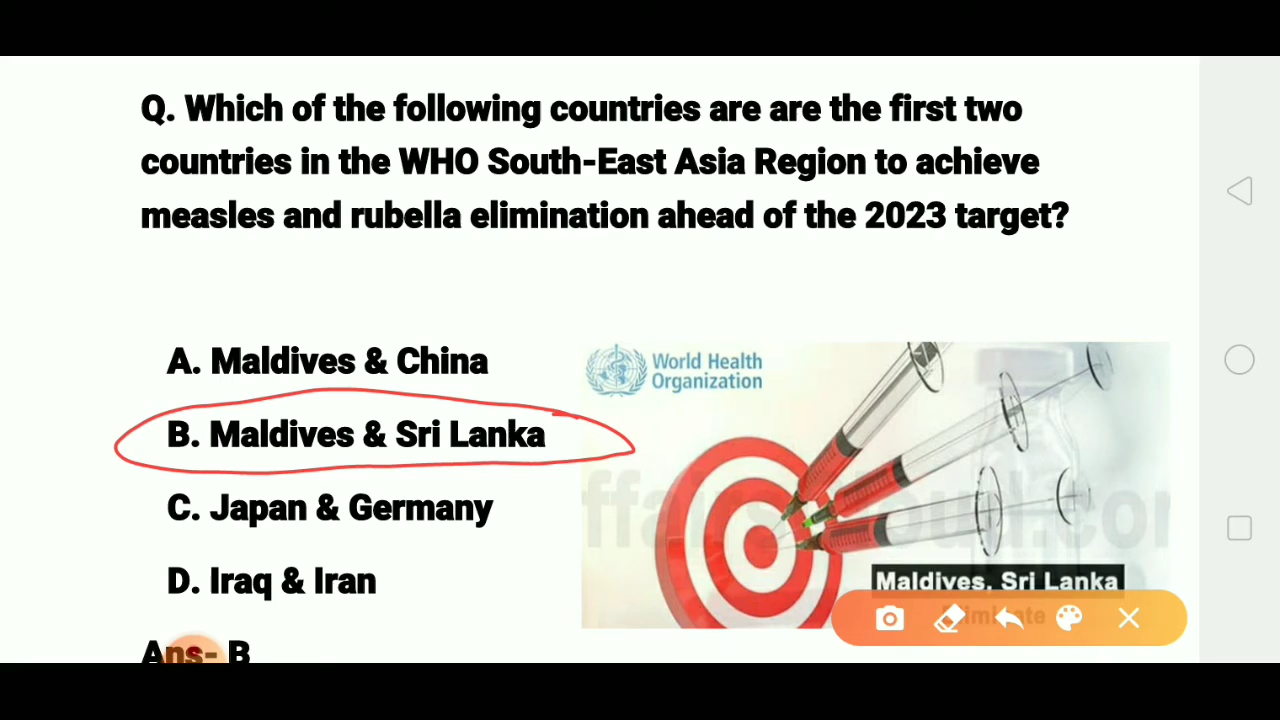 Q. Which of the following countries are are the first two
countries in the WHO South-East Asia Region to achieve
measles and rubella elimination ahead of the 2023 target?
A. Maldives & China
B. Maldives & Sri Lanka
C. Japan & Germany
D. Iraq & Iran
Ans- B
World Health
Organization
Maldives, Sri Lanka